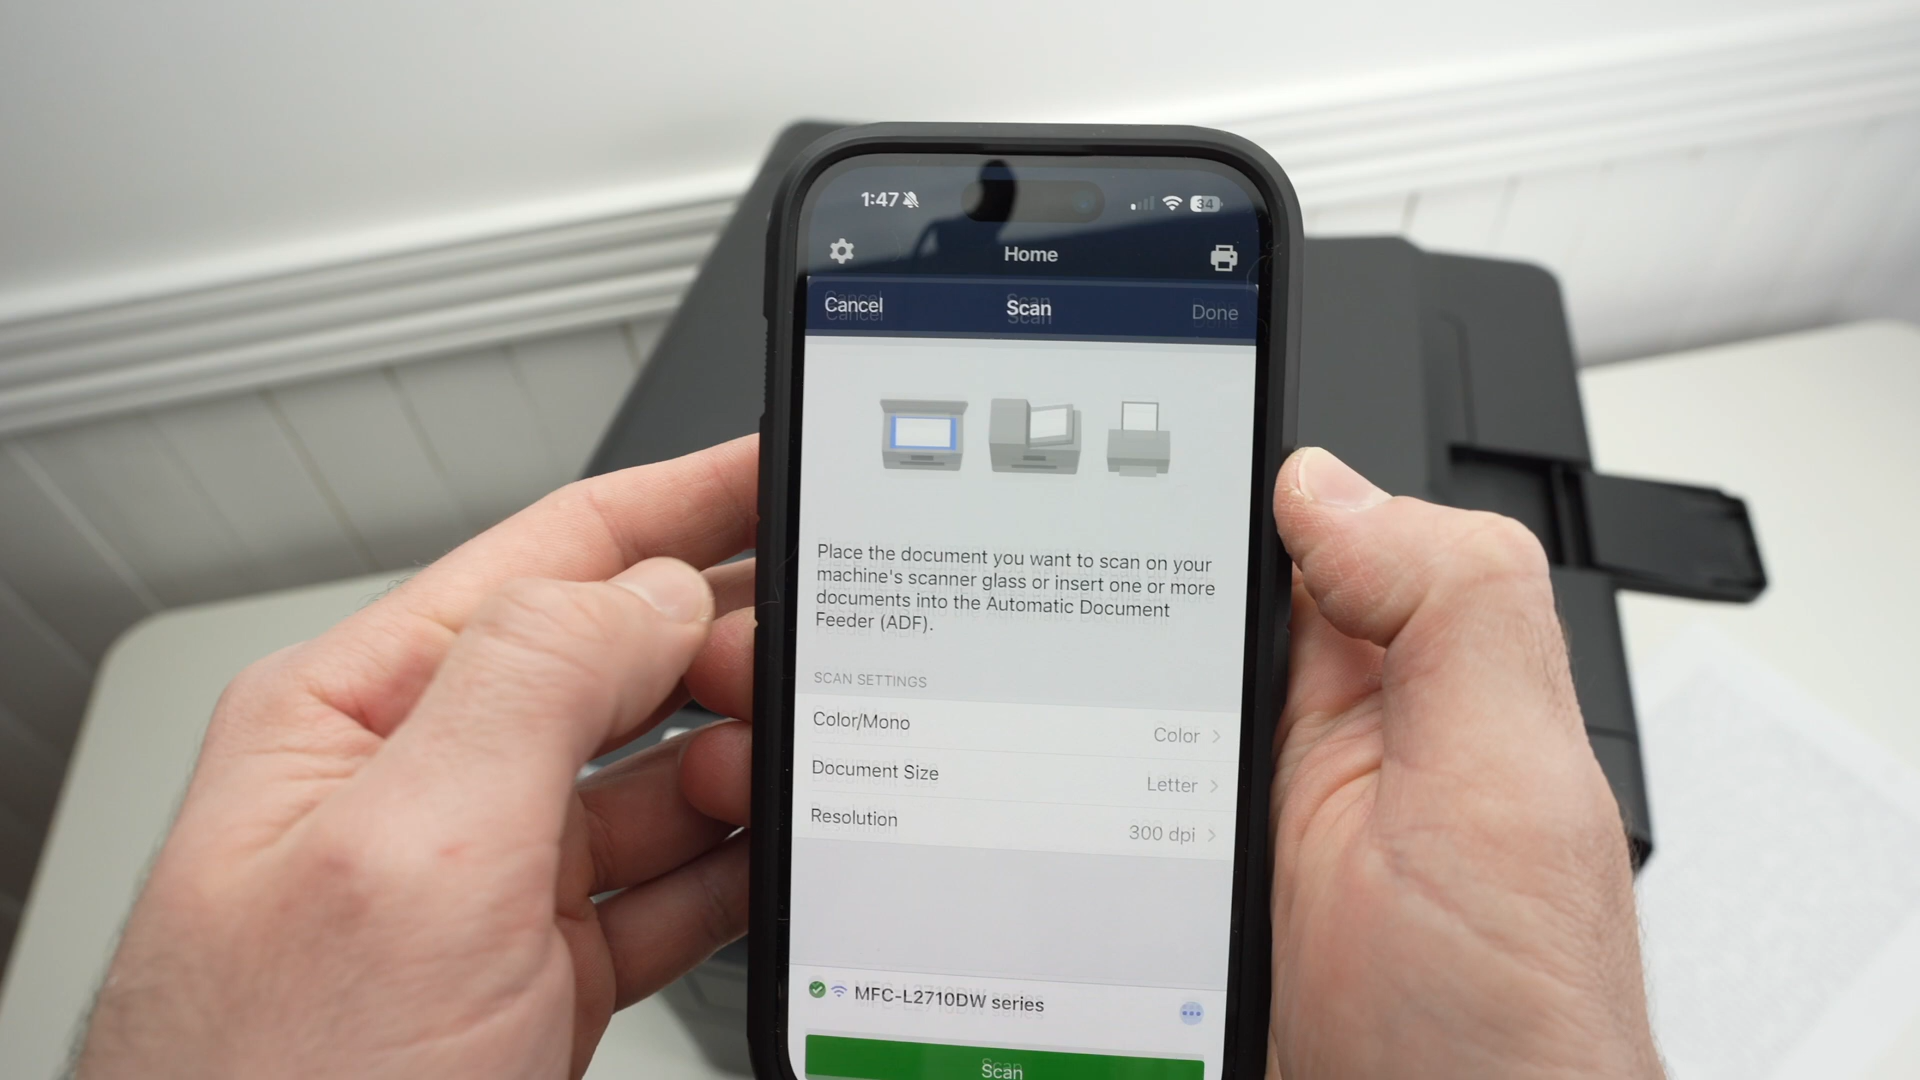 1:47
34
Home
Cancel
Scan
Done
Place the document you want to scan on your
machine's scanner glass or insert one or more
documents into the Automatic Document
Feeder (ADF).
SCAN SETTINGS
Color/Mono
Color
Document Size
Letter
Resolution
300 dpi
MFC-L2710DW series
Scan